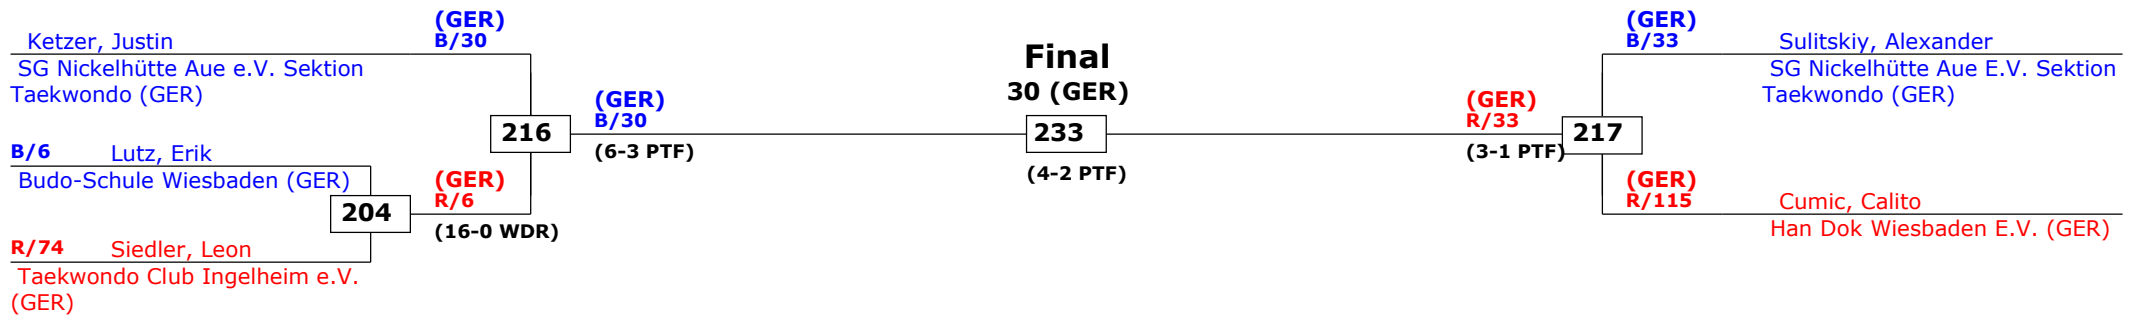 (GER)
B/30
Ketzer, Justin
SG Nickelhütte Aue e.V. Sektion
Taekwondo (GER)
B/6
Lutz, Erik
Budo-Schule Wiesbaden (GER)
204
R/74
Siedler, Leon
Taekwondo Club Ingelheim e.V.
(GER)
(GER)
R/6
(16-0 WDR)
216
(GER)
B/30
(6-3 PTF)
Final
30 (GER)
233
(4-2 PTF)
(GER)
R/33
(3-1 PTF)
217
(GER)
B/33
Sulitskiy, Alexander
SG Nickelhütte Aue E.V. Sektion
Taekwondo (GER)
(GER)
R/115
Cumic, Calito
Han Dok Wiesbaden E.V. (GER)